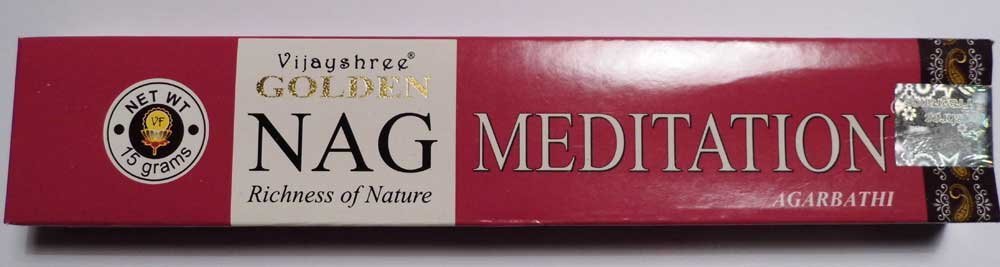 NET WT
VF
15 grams
Vijayshree®
GOLDEN
NAG
Richness of Nature
MEDITATION
AGARBATHI